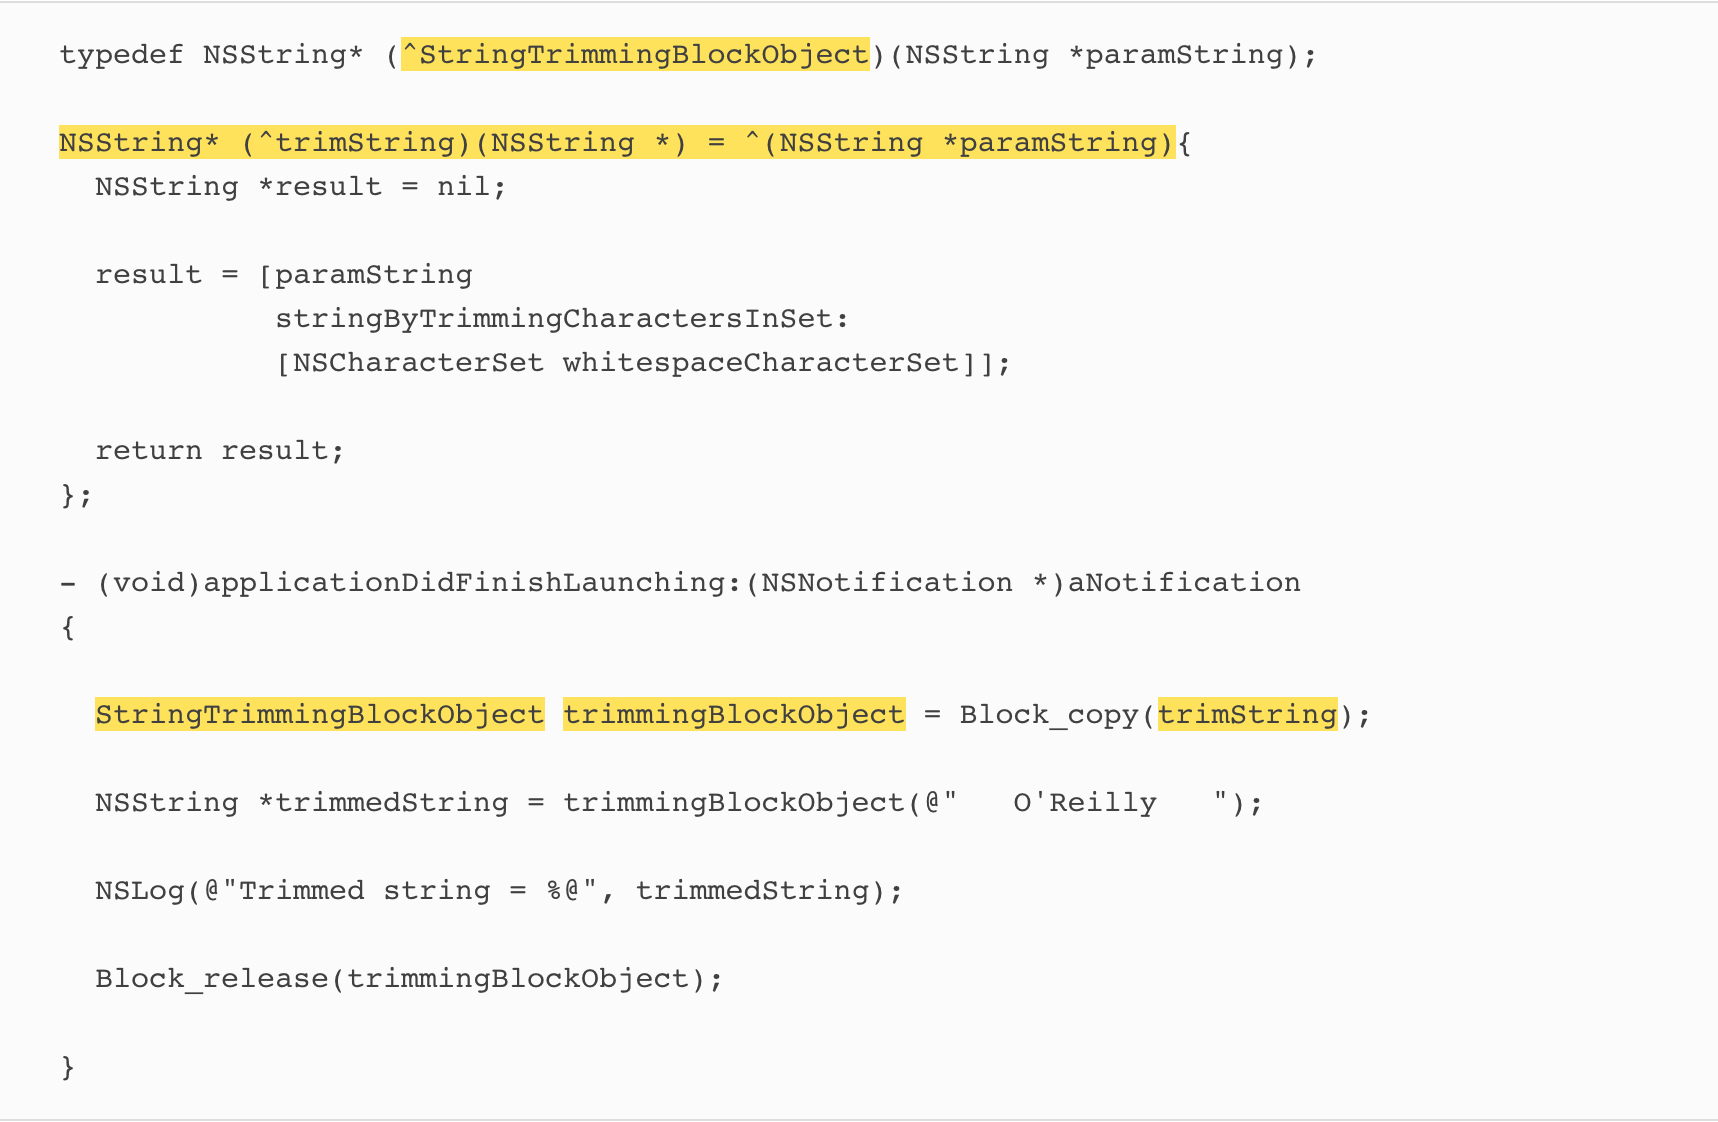 typedef NSString* (^StringTrimmingBlockObject)(NSString *paramString);
NSString* (^trimString)(NSString *) = ^(NSString *paramString){
  NSString *result = nil;
  result = [paramString
            stringByTrimmingCharactersInSet:
            [NSCharacterSet whitespaceCharacterSet]];
  return result;
};
- (void)applicationDidFinishLaunching:(NSNotification *)aNotification
{
  StringTrimmingBlockObject trimmingBlockObject = Block_copy(trimString);
  NSString *trimmedString = trimmingBlockObject(@"   O'Reilly   ");
  NSLog(@"Trimmed string = %@", trimmedString);
  Block_release(trimmingBlockObject);
}